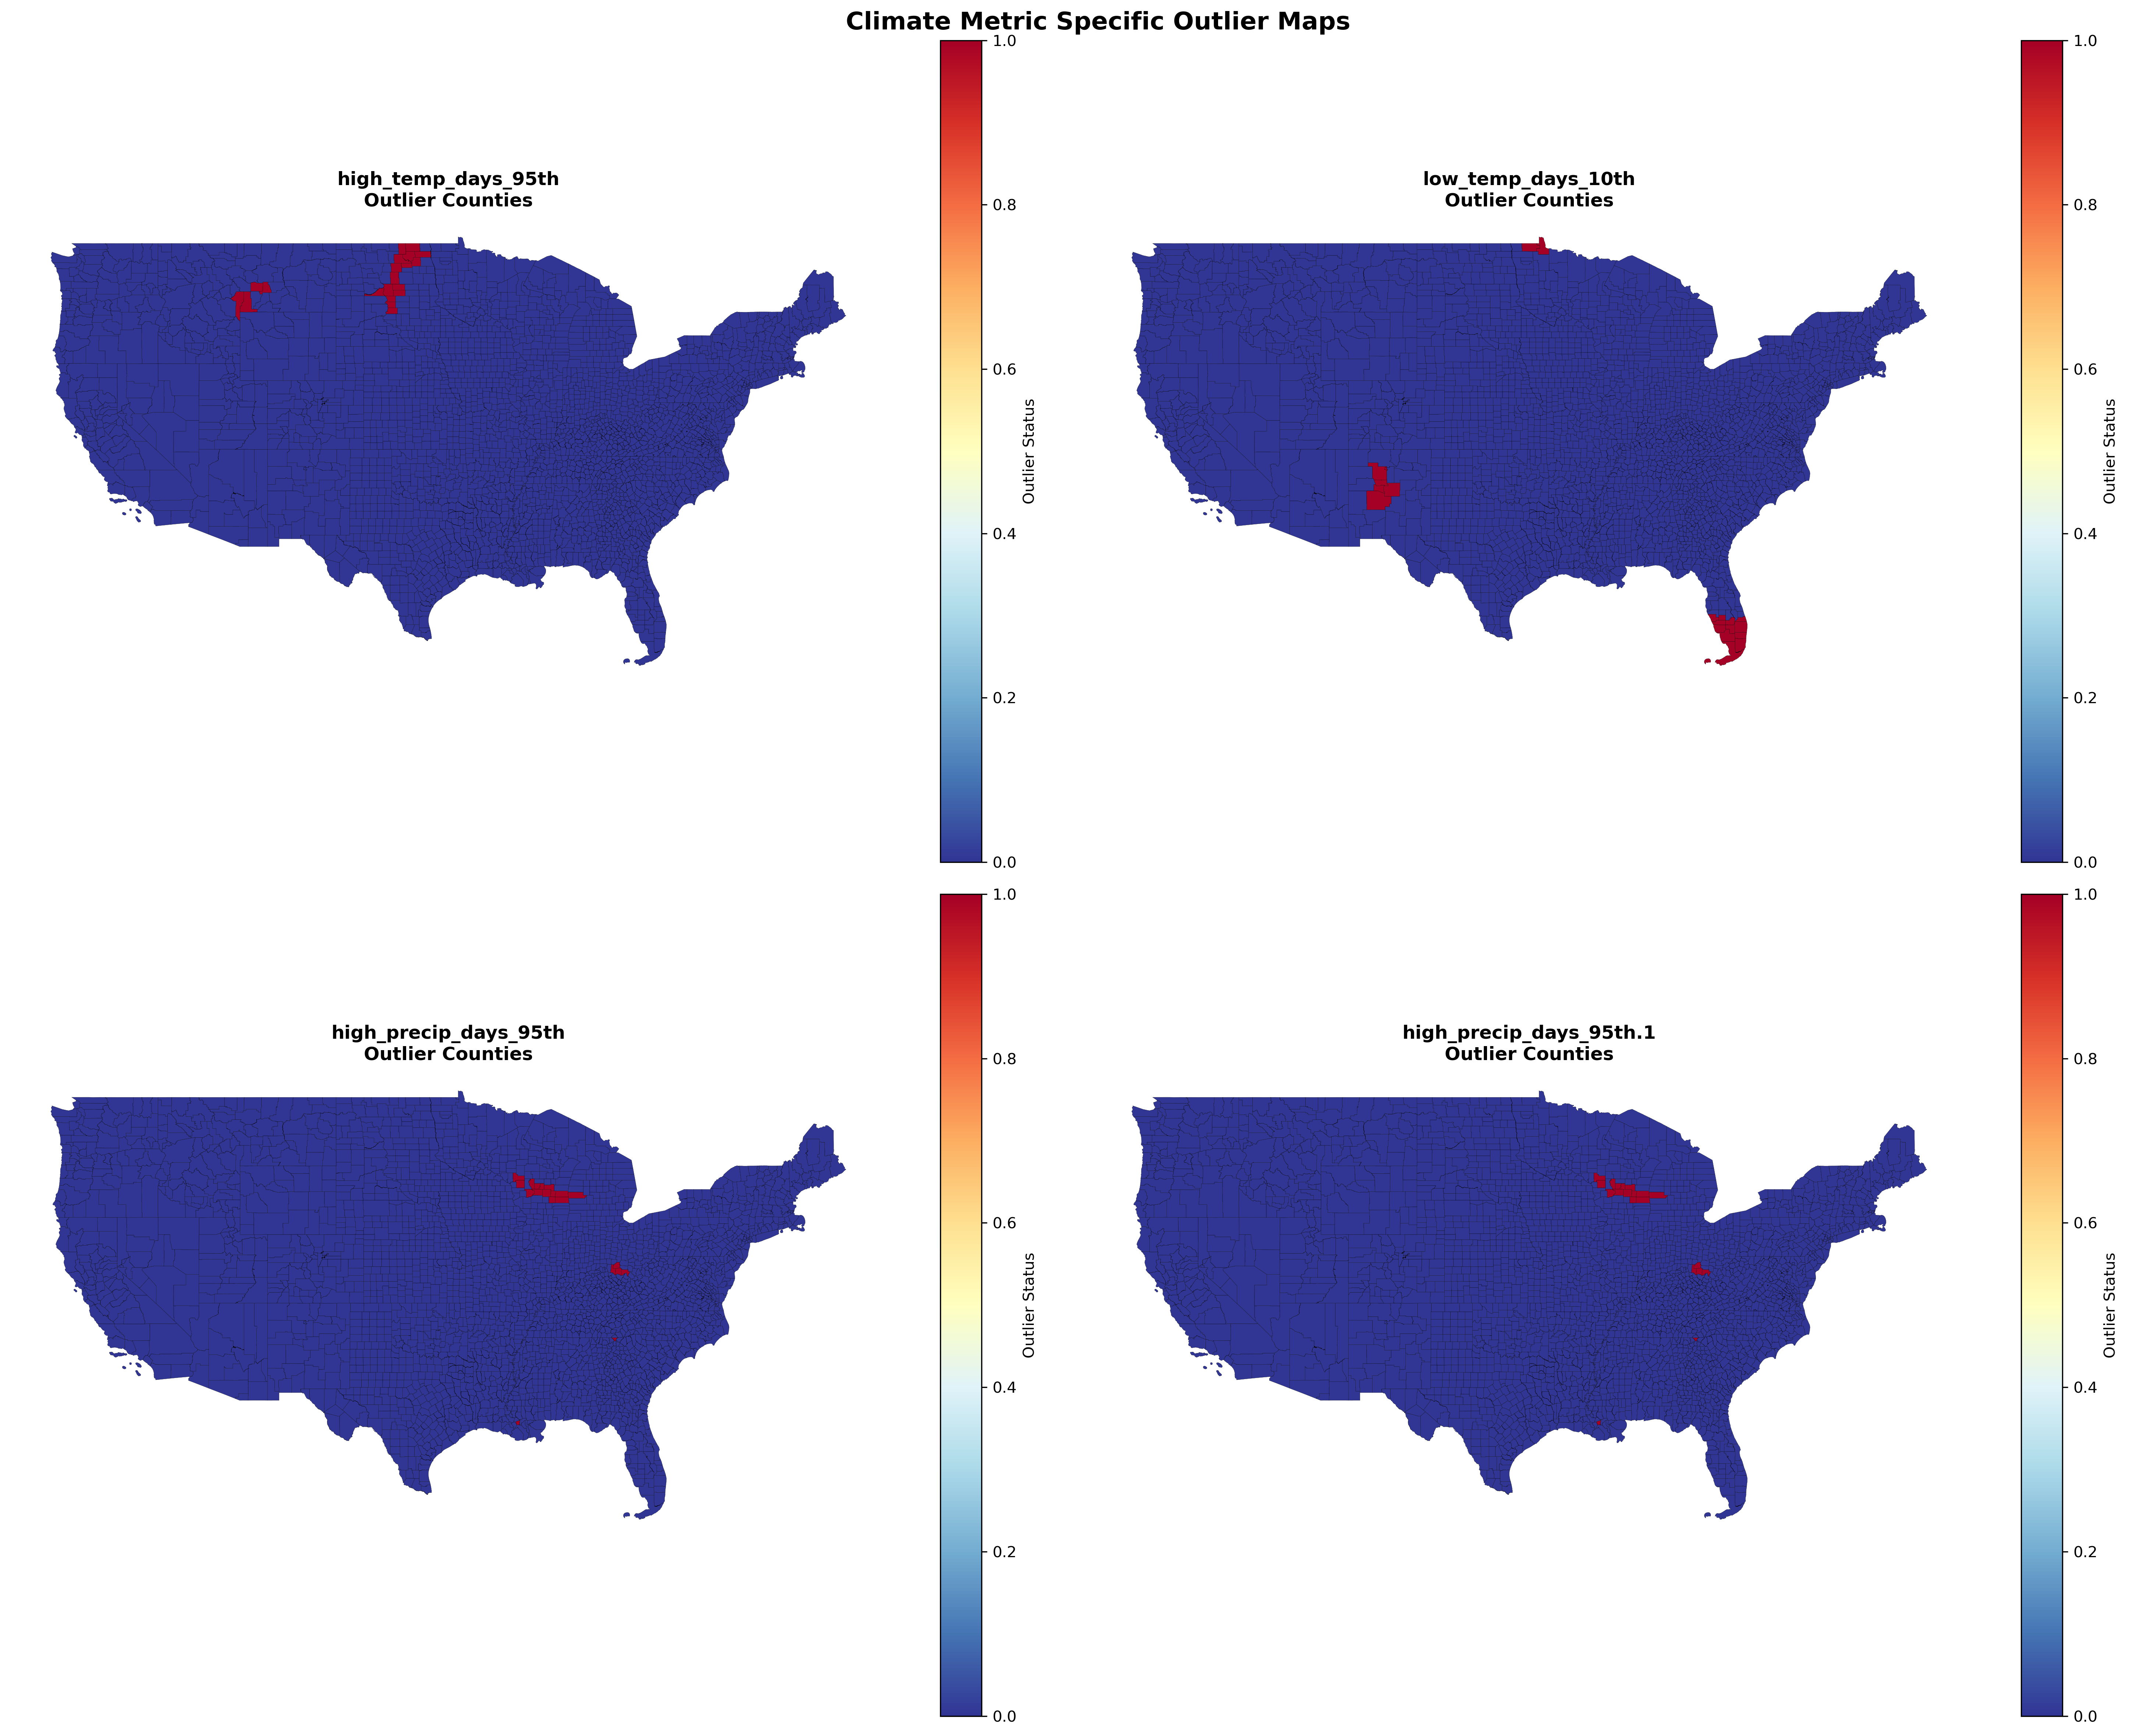 Climate Metric Specific Outlier Maps
high_temp_days_95th
Outlier Counties
1.0
0.8
0.6
0.4
0.2
0.0
Outlier Status
low_temp_days_10th
Outlier Counties
1.0
0.8
0.6
0.4
0.2
0.0
Outlier Status
high_precip_days_95th
Outlier Counties
1.0
0.8
0.6
0.4
0.2
0.0
Outlier Status
high_precip_days_95th.1
Outlier Counties
1.0
0.8
0.6
0.4
0.2
0.0
Outlier Status